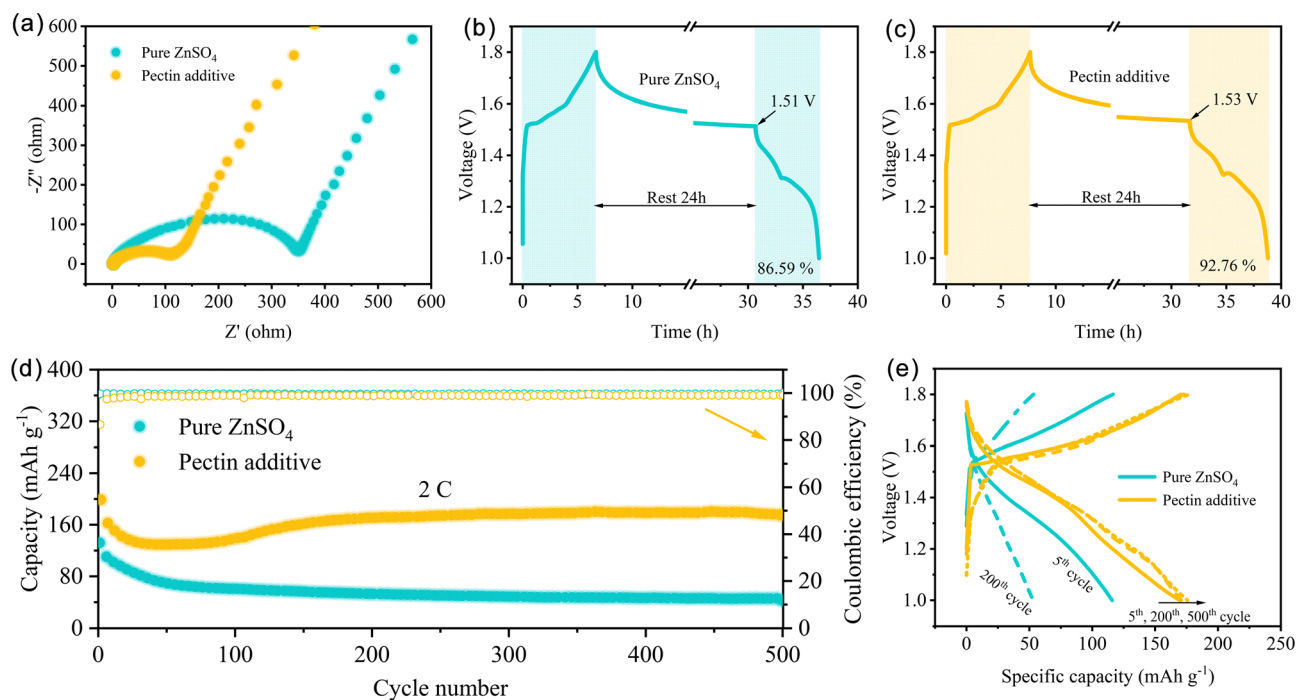 (a)
600
500
400
300
200
100
0
-Z" (ohm)
Pure ZnSO₄
Pectin additive
0 100 200 300 400 500 600
Z' (ohm)
(b)
1.8
1.6
1.4
1.2
1.0
Voltage (V)
Pure ZnSO₄
1.51 V
Rest 24h
86.59 %
0 5 10 30 35 40
Time (h)
(c)
1.8
1.6
1.4
1.2
1.0
Voltage (V)
Pectin additive
1.53 V
Rest 24h
92.76 %
0 5 10 30 35 40
Time (h)
(d)
400
360
320
240
160
80
0
Capacity (mAh g⁻¹)
Pure ZnSO₄
Pectin additive
2 C
100
80
60
40
20
0
Coulombic efficiency (%)
0 100 200 300 400 500
Cycle number
(e)
1.8
1.6
1.4
1.2
1.0
Voltage (V)
Pure ZnSO₄
Pectin additive
200th cycle
5th cycle
5th, 200th, 500th cycle
0 50 100 150 200 250
Specific capacity (mAh g⁻¹)